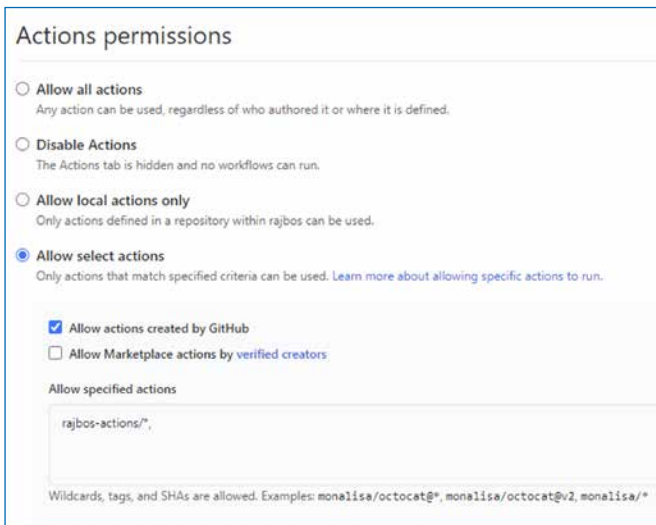 Actions permissions
Allow all actions
Any action can be used, regardless of who authored it or where it is defined.
Disable Actions
The Actions tab is hidden and no workflows can run.
Allow local actions only
Only actions defined in a repository within rajbos can be used.
Allow select actions
Only actions that match specified criteria can be used. Learn more about allowing specific actions to run.
Allow actions created by GitHub
Allow Marketplace actions by verified creators
Allow specified actions
rajbos-actions/*,
Wildcards, tags, and SHAs are allowed. Examples: monalisa/octocat@*, monalisa/octocat@v2, monalisa/*